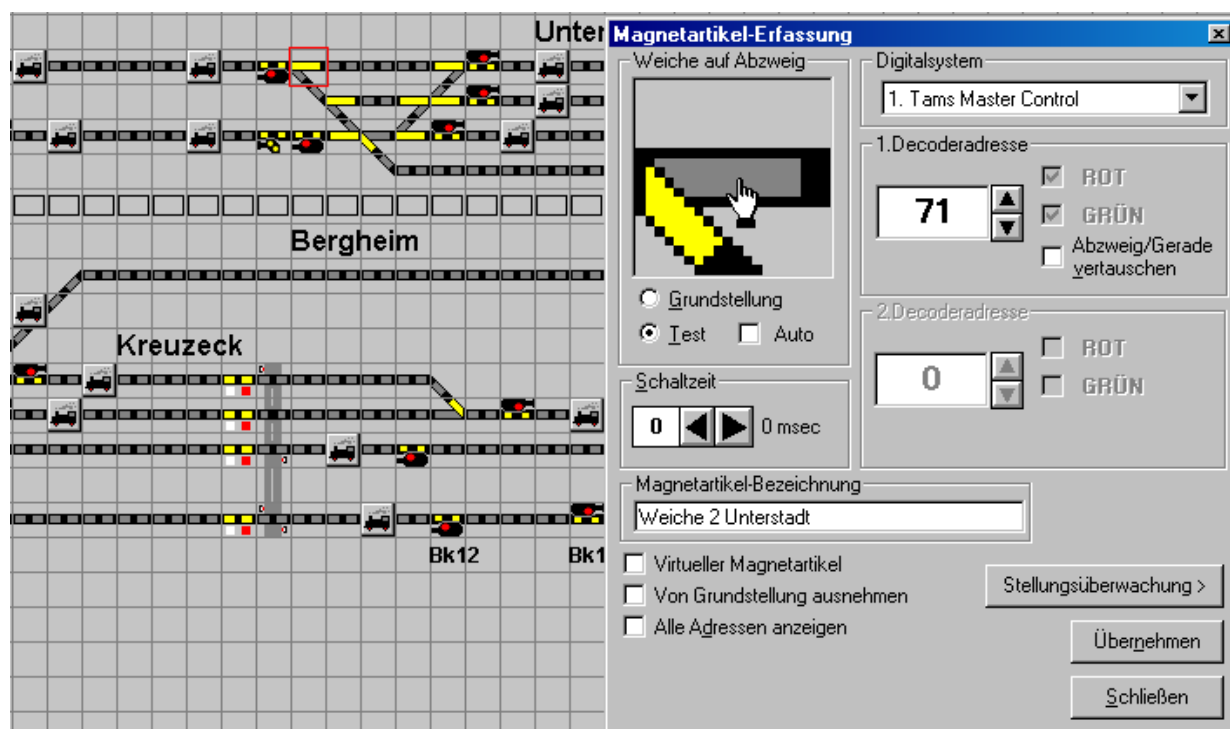 Unter
Bergheim
Kreuzeck
Bk12
Bk1
Magnetartikel-Erfassung
Weiche auf Abzweig
Grundstellung
Test
Auto
Schaltzeit
0
0 msec
Digitalsystem
1. Tams Master Control
1.Decoderadresse
71
ROT
GRÜN
Abzweig/Gerade
vertauschen
2.Decoderadresse
0
ROT
GRÜN
Magnetartikel-Bezeichnung
Weiche 2 Unterstadt
Virtueller Magnetartikel
Von Grundstellung ausnehmen
Alle Adressen anzeigen
Stellungsüberwachung >
Übernehmen
Schließen